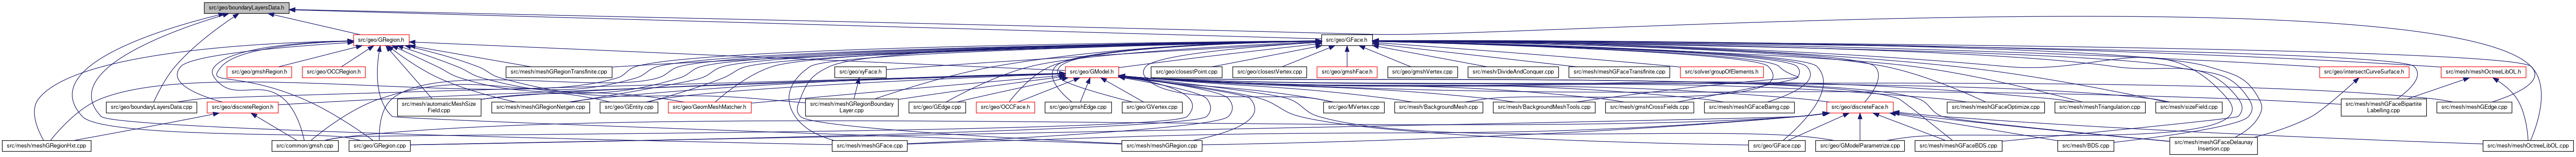 src/geo/boundaryLayersData.h
src/geo/GRegion.h
src/geo/GFace.h
src/geo/gmshRegion.h
src/geo/OCCRegion.h
src/mesh/meshGRegionTransfinite.cpp
src/geo/xyFace.h
src/geo/GModel.h
src/geo/closestPoint.cpp
src/geo/closestVertex.cpp
src/geo/gmshFace.h
src/geo/gmshVertex.cpp
src/mesh/DivideAndConquer.cpp
src/mesh/meshGFaceTransfinite.cpp
src/solver/groupOfElements.h
src/geo/intersectCurveSurface.h
src/mesh/meshOctreeLibOL.h
src/geo/boundaryLayersData.cpp
src/geo/discreteRegion.h
src/mesh/automaticMeshSize
Field.cpp
src/mesh/meshGRegionNetgen.cpp
src/geo/GEntity.cpp
src/geo/GeomMeshMatcher.h
src/mesh/meshGRegionBoundary
Layer.cpp
src/geo/GEdge.cpp
src/geo/OCCFace.h
src/geo/gmshEdge.cpp
src/geo/GVertex.cpp
src/geo/MVertex.cpp
src/mesh/BackgroundMesh.cpp
src/mesh/BackgroundMeshTools.cpp
src/mesh/gmshCrossFields.cpp
src/mesh/meshGFaceBamg.cpp
src/geo/discreteFace.h
src/mesh/meshGFaceOptimize.cpp
src/mesh/meshTriangulation.cpp
src/mesh/sizeField.cpp
src/mesh/meshGFaceBipartite
Labelling.cpp
src/mesh/meshGEdge.cpp
src/mesh/meshGRegionHxt.cpp
src/common/gmsh.cpp
src/geo/GRegion.cpp
src/mesh/meshGFace.cpp
src/mesh/meshGRegion.cpp
src/geo/GFace.cpp
src/geo/GModelParametrize.cpp
src/mesh/meshGFaceBDS.cpp
src/mesh/BDS.cpp
src/mesh/meshGFaceDelaunay
Insertion.cpp
src/mesh/meshOctreeLibOL.cpp